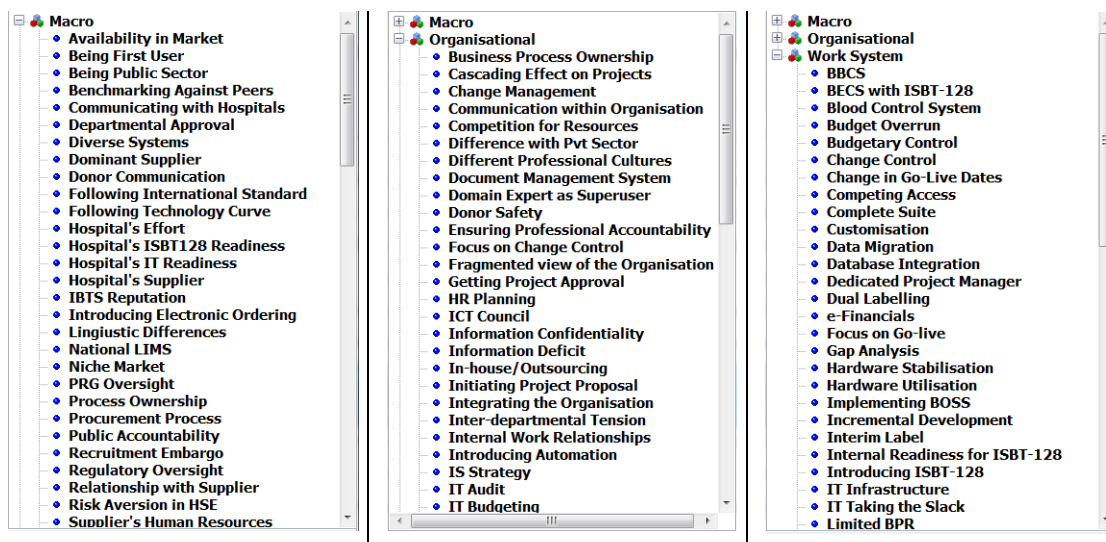 Macro
Availability in Market
Being First User
Being Public Sector
Benchmarking Against Peers
Communicating with Hospitals
Departmental Approval
Diverse Systems
Dominant Supplier
Donor Communication
Following International Standard
Following Technology Curve
Hospital's Effort
Hospital's ISBT128 Readiness
Hospital's IT Readiness
Hospital's Supplier
IBTS Reputation
Introducing Electronic Ordering
Lingiustic Differences
National LIMS
Niche Market
PRG Oversight
Process Ownership
Procurement Process
Public Accountability
Recruitment Embargo
Regulatory Oversight
Relationship with Supplier
Risk Aversion in HSE
Supplier's Human Resources
Macro
Organisational
Business Process Ownership
Cascading Effect on Projects
Change Management
Communication within Organisation
Competition for Resources
Difference with Pvt Sector
Different Professional Cultures
Document Management System
Domain Expert as Superuser
Donor Safety
Ensuring Professional Accountability
Focus on Change Control
Fragmented view of the Organisation
Getting Project Approval
HR Planning
ICT Council
Information Confidentiality
Information Deficit
In-house/Outsourcing
Initiating Project Proposal
Integrating the Organisation
Inter-departmental Tension
Internal Work Relationships
Introducing Automation
IS Strategy
IT Audit
IT Budgeting
Macro
Organisational
Work System
BBCS
BECS with ISBT-128
Blood Control System
Budget Overrun
Budgetary Control
Change Control
Change in Go-Live Dates
Competing Access
Complete Suite
Customisation
Data Migration
Database Integration
Dedicated Project Manager
Dual Labelling
e-Financials
Focus on Go-live
Gap Analysis
Hardware Stabilisation
Hardware Utilisation
Implementing BOSS
Incremental Development
Interim Label
Internal Readiness for ISBT-128
Introducing ISBT-128
IT Infrastructure
IT Taking the Slack
Limited BPR